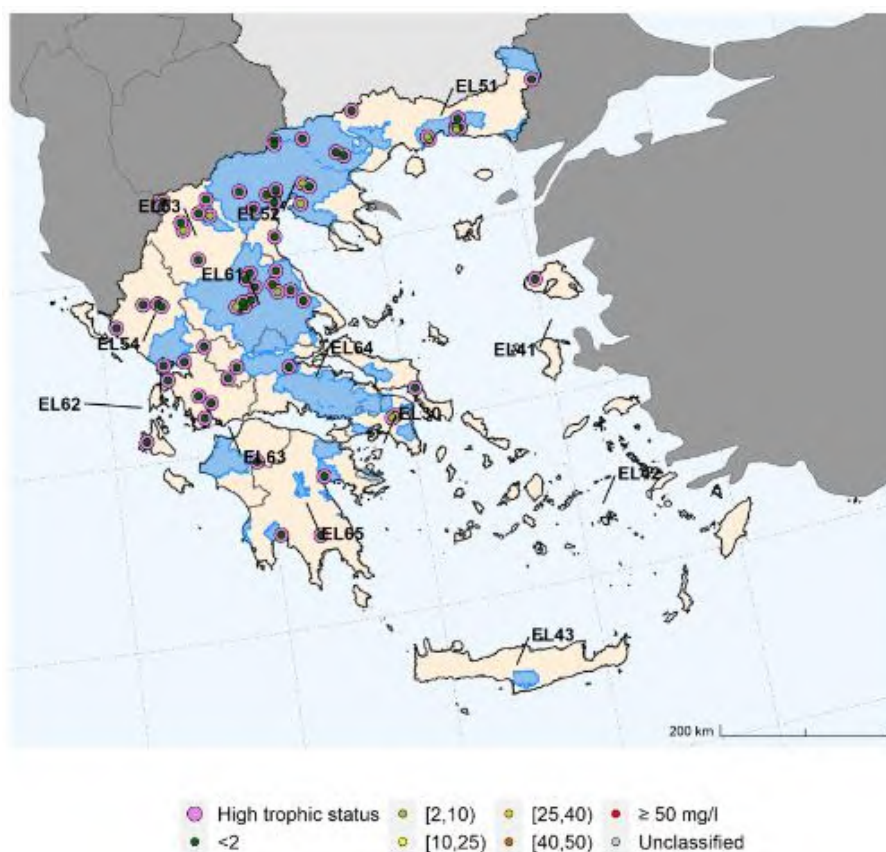 EL51
EL53
EL52
EL61
EL54
EL64
EL41
EL62
EL30
EL63
EL42
EL65
EL43
200 km
High trophic status
[2,10)
[25,40)
≥ 50 mg/l
<2
[10,25)
[40,50)
Unclassified